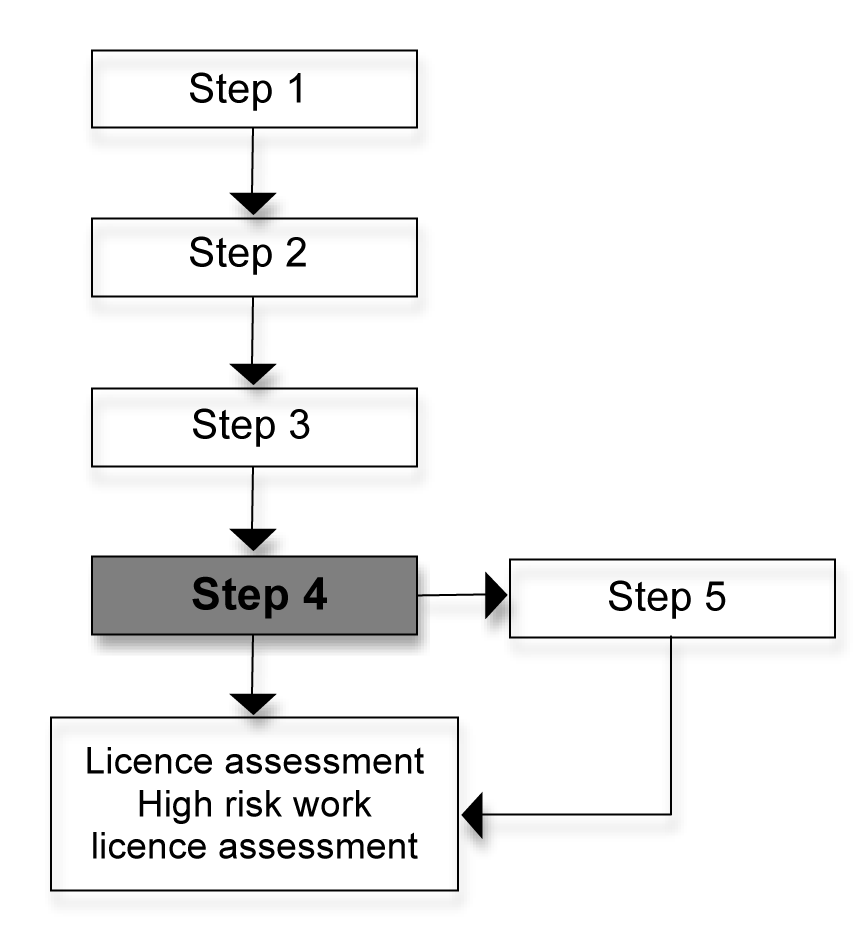 Step 1
Step 2
Step 3
Step 4
Step 5
Licence assessment
High risk work
licence assessment